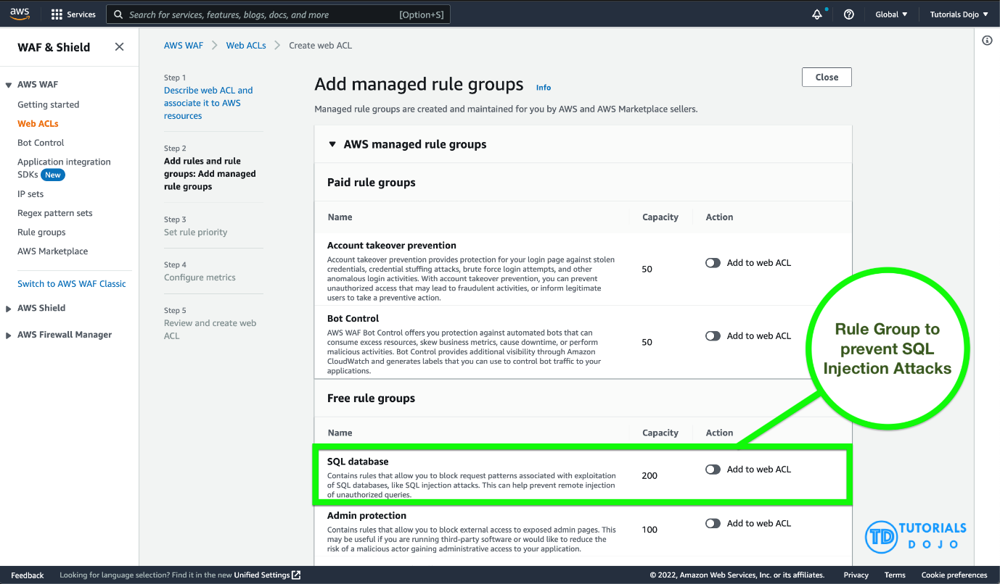 aws
Services
Search for services, features, blogs, docs, and more
[Option+S]
Global ▼
Tutorials Dojo ▼
WAF & Shield
AWS WAF
Getting started
Web ACLs
Bot Control
Application integration
SDKs New
IP sets
Regex pattern sets
Rule groups
AWS Marketplace
Switch to AWS WAF Classic
AWS Shield
AWS Firewall Manager
AWS WAF > Web ACLs > Create web ACL
Step 1
Describe web ACL and
associate it to AWS
resources
Step 2
Add rules and rule
groups: Add managed
rule groups
Step 3
Set rule priority
Step 4
Configure metrics
Step 5
Review and create web
ACL
Add managed rule groups Info
Close
Managed rule groups are created and maintained for you by AWS and AWS Marketplace sellers.
AWS managed rule groups
Paid rule groups
Name Capacity Action
Account takeover prevention
Account takeover prevention provides protection for your login page against stolen
credentials, credential stuffing attacks, brute force login attempts, and other
anomalous login activities. With account takeover prevention, you can prevent
unauthorized access that may lead to fraudulent activities, or inform legitimate
users to take a preventive action.
50
Add to web ACL
Bot Control
AWS WAF Bot Control offers you protection against automated bots that can
consume excess resources, skew business metrics, cause downtime, or perform
malicious activities. Bot Control provides additional visibility through Amazon
CloudWatch and generates labels that you can use to control bot traffic to your
applications.
50
Add to web ACL
Rule Group to
prevent SQL
Injection Attacks
Free rule groups
Name Capacity Action
SQL database
Contains rules that allow you to block request patterns associated with exploitation
of SQL databases, like SQL injection attacks. This can help prevent remote injection
of unauthorized queries.
200
Add to web ACL
Admin protection
Contains rules that allow you to block external access to exposed admin pages. This
may be useful if you are running third-party software or would like to reduce the
risk of a malicious actor gaining administrative access to your application.
100
Add to web ACL
TD TUTORIALS
DOJO
Feedback
Looking for language selection? Find it in the new Unified Settings
© 2022, Amazon Web Services, Inc. or its affiliates.
Privacy
Terms
Cookie preferences